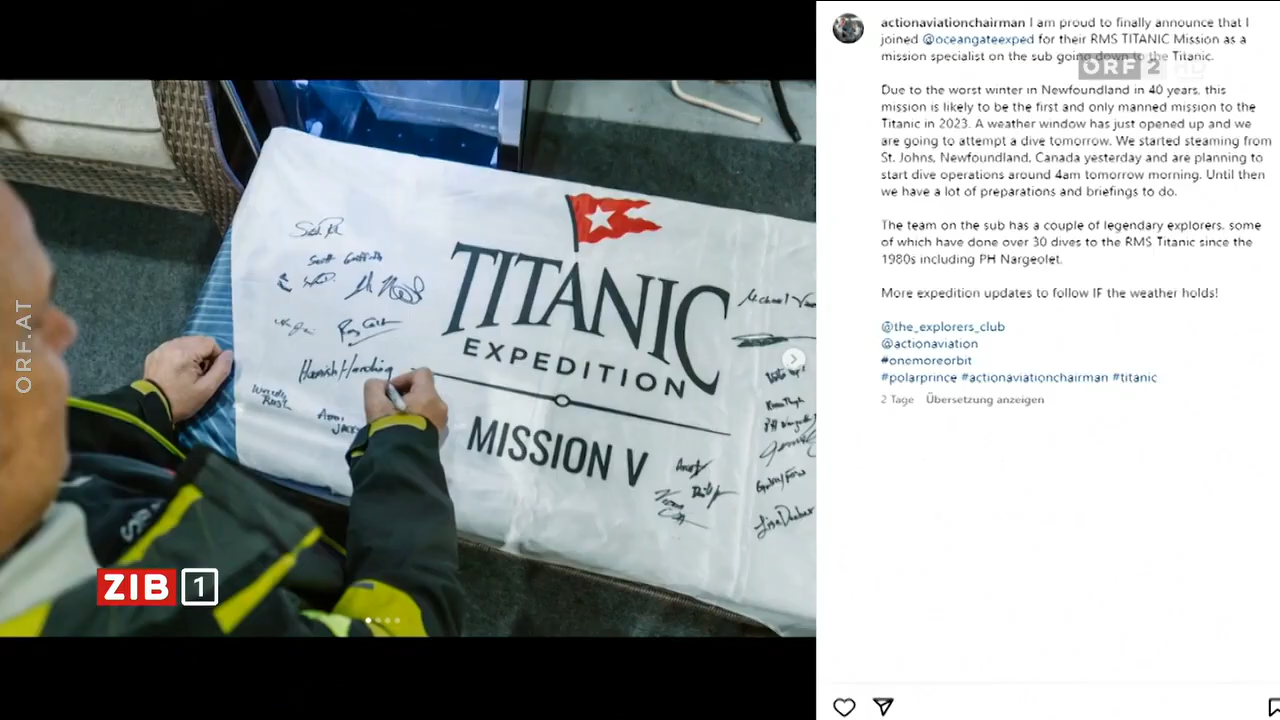 actionaviationchairman I am proud to finally announce that I
joined @oceangateexped for their RMS TITANIC Mission as a
mission specialist on the sub going down to the Titanic.
ORF 2 HD
Due to the worst winter in Newfoundland in 40 years, this
mission is likely to be the first and only manned mission to the
Titanic in 2023. A weather window has just opened up and we
are going to attempt a dive tomorrow. We started steaming from
St. Johns, Newfoundland, Canada yesterday and are planning to
start dive operations around 4am tomorrow morning. Until then
we have a lot of preparations and briefings to do.
The team on the sub has a couple of legendary explorers, some
of which have done over 30 dives to the RMS Titanic since the
1980s including PH Nargeolet.
More expedition updates to follow IF the weather holds!
@the_explorers_club
@actionaviation
#onemoreorbit
#polarprince #actionaviationchairman #titanic
2 Tage Übersetzung anzeigen
TITANIC
EXPEDITION
MISSION V
Hamish Harding
ORF.AT
ZIB 1